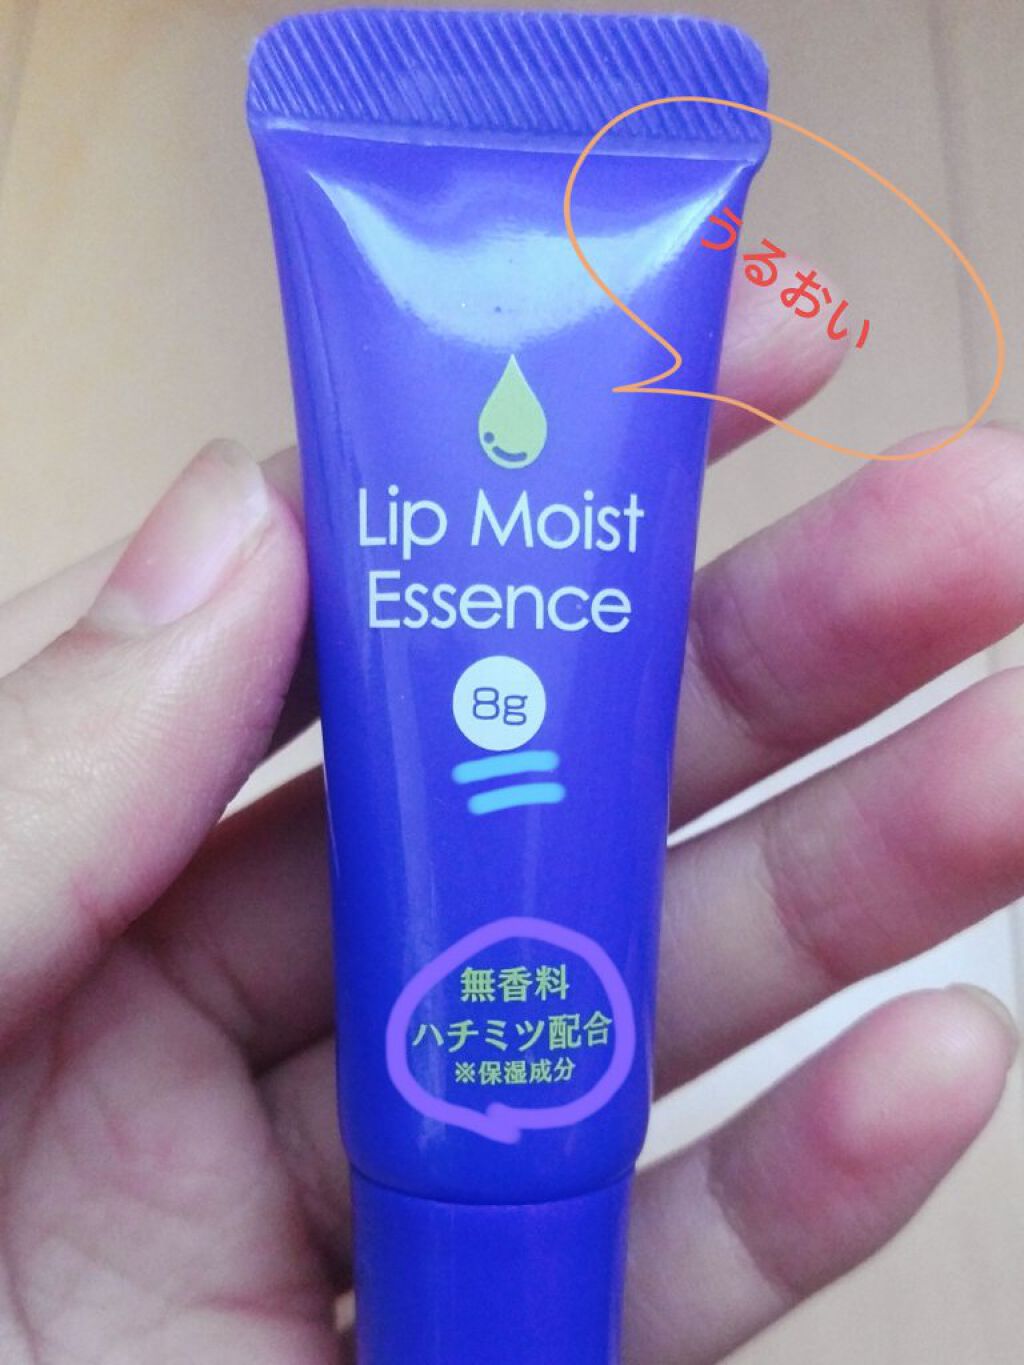 うるおい
Lip Moist
Essence
8g
無香料
ハチミツ配合
※保湿成分